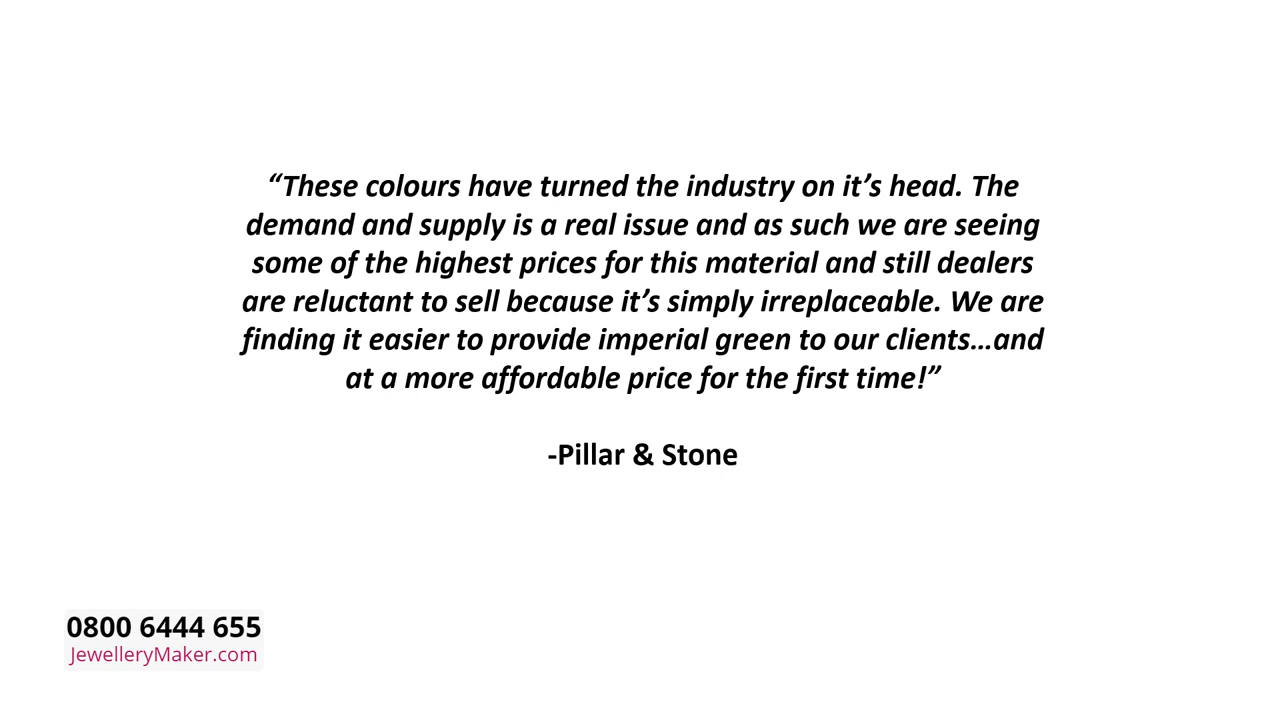 “These colours have turned the industry on it’s head. The
demand and supply is a real issue and as such we are seeing
some of the highest prices for this material and still dealers
are reluctant to sell because it’s simply irreplaceable. We are
finding it easier to provide imperial green to our clients…and
at a more affordable price for the first time!”
-Pillar & Stone
0800 6444 655
JewelleryMaker.com